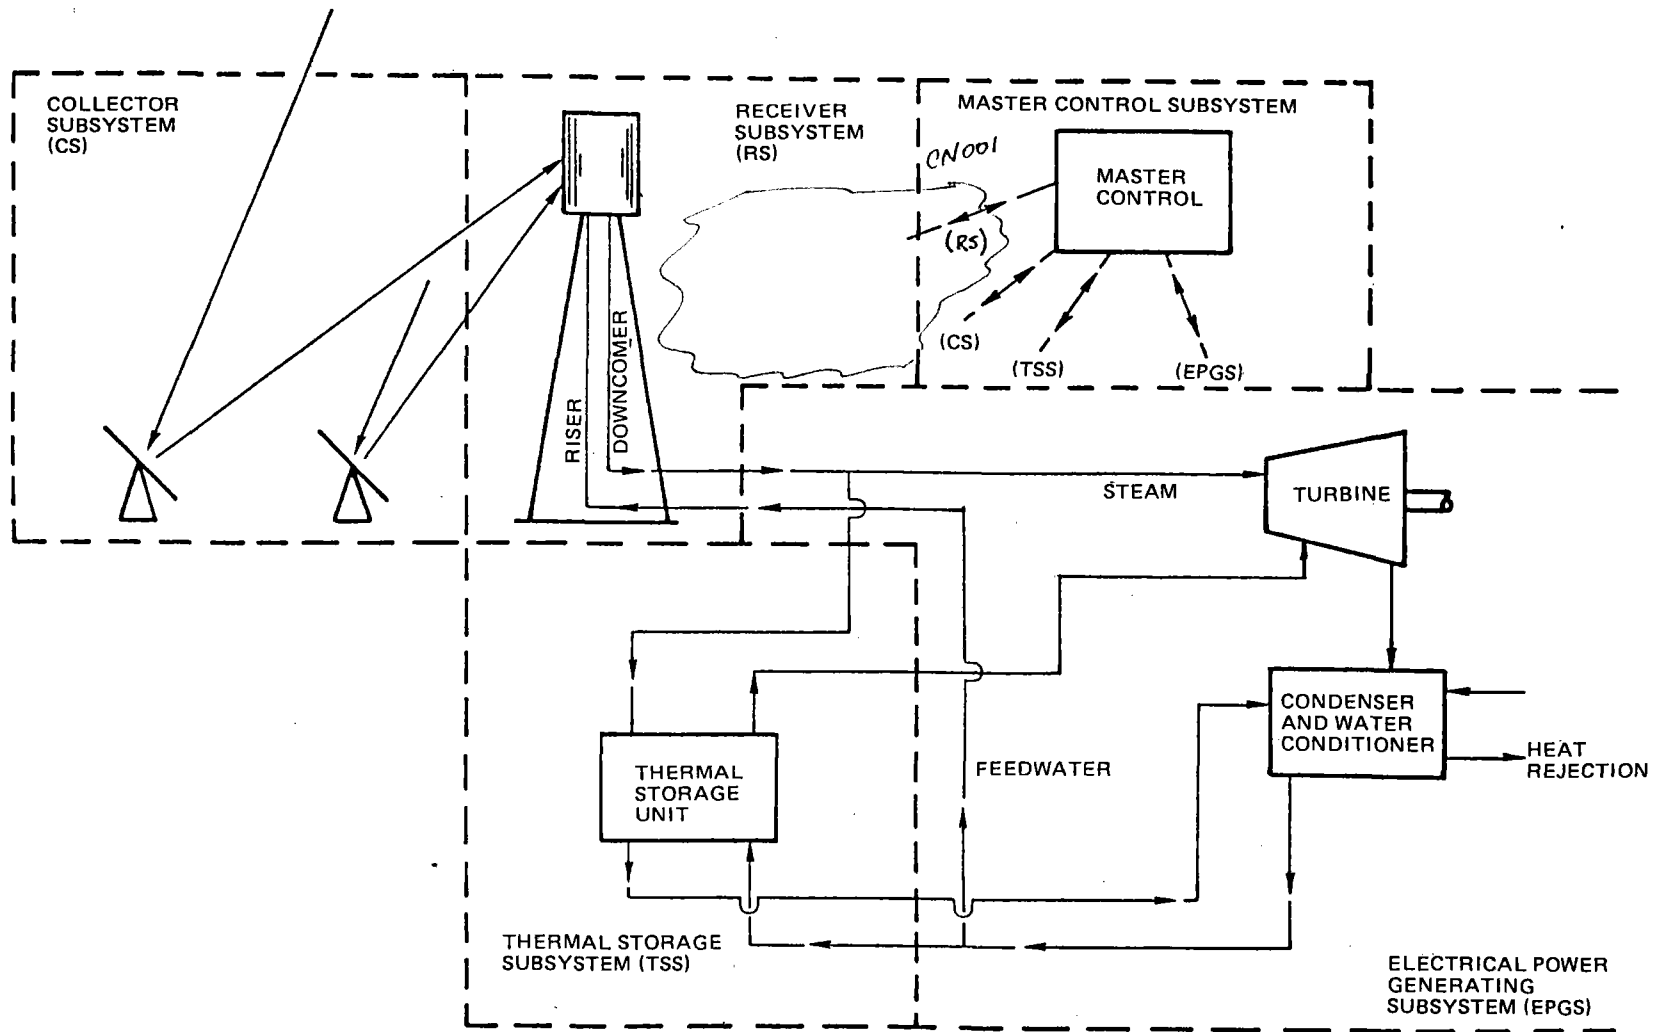 COLLECTOR
SUBSYSTEM
(CS)
RECEIVER
SUBSYSTEM
(RS)
MASTER CONTROL SUBSYSTEM
CN001
MASTER
CONTROL
(RS)
(CS)
(TSS)
(EPGS)
RISER
DOWNCOMER
STEAM
TURBINE
CONDENSER
AND WATER
CONDITIONER
HEAT
REJECTION
THERMAL
STORAGE
UNIT
FEEDWATER
THERMAL STORAGE
SUBSYSTEM (TSS)
ELECTRICAL POWER
GENERATING
SUBSYSTEM (EPGS)